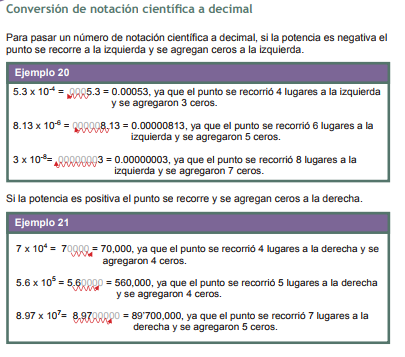 Conversión de notación científica a decimal
Para pasar un número de notación científica a decimal, si la potencia es negativa el
punto se recorre a la izquierda y se agregan ceros a la izquierda.
Ejemplo 20
5.3 x 10⁻⁴ = .0005.3 = 0.00053, ya que el punto se recorrió 4 lugares a la izquierda
y se agregaron 3 ceros.
8.13 x 10⁻⁶ = .000008.13 = 0.00000813, ya que el punto se recorrió 6 lugares a la
izquierda y se agregaron 5 ceros.
3 x 10⁻⁸= .00000003 = 0.00000003, ya que el punto se recorrió 8 lugares a la
izquierda y se agregaron 7 ceros.
Si la potencia es positiva el punto se recorre y se agregan ceros a la derecha.
Ejemplo 21
7 x 10⁴ = 70000 = 70,000, ya que el punto se recorrió 4 lugares a la derecha y se
agregaron 4 ceros.
5.6 x 10⁵ = 5.60000 = 560,000, ya que el punto se recorrió 5 lugares a la derecha
y se agregaron 4 ceros.
8.97 x 10⁷= 8.9700000 = 89'700,000, ya que el punto se recorrió 7 lugares a la
derecha y se agregaron 5 ceros.